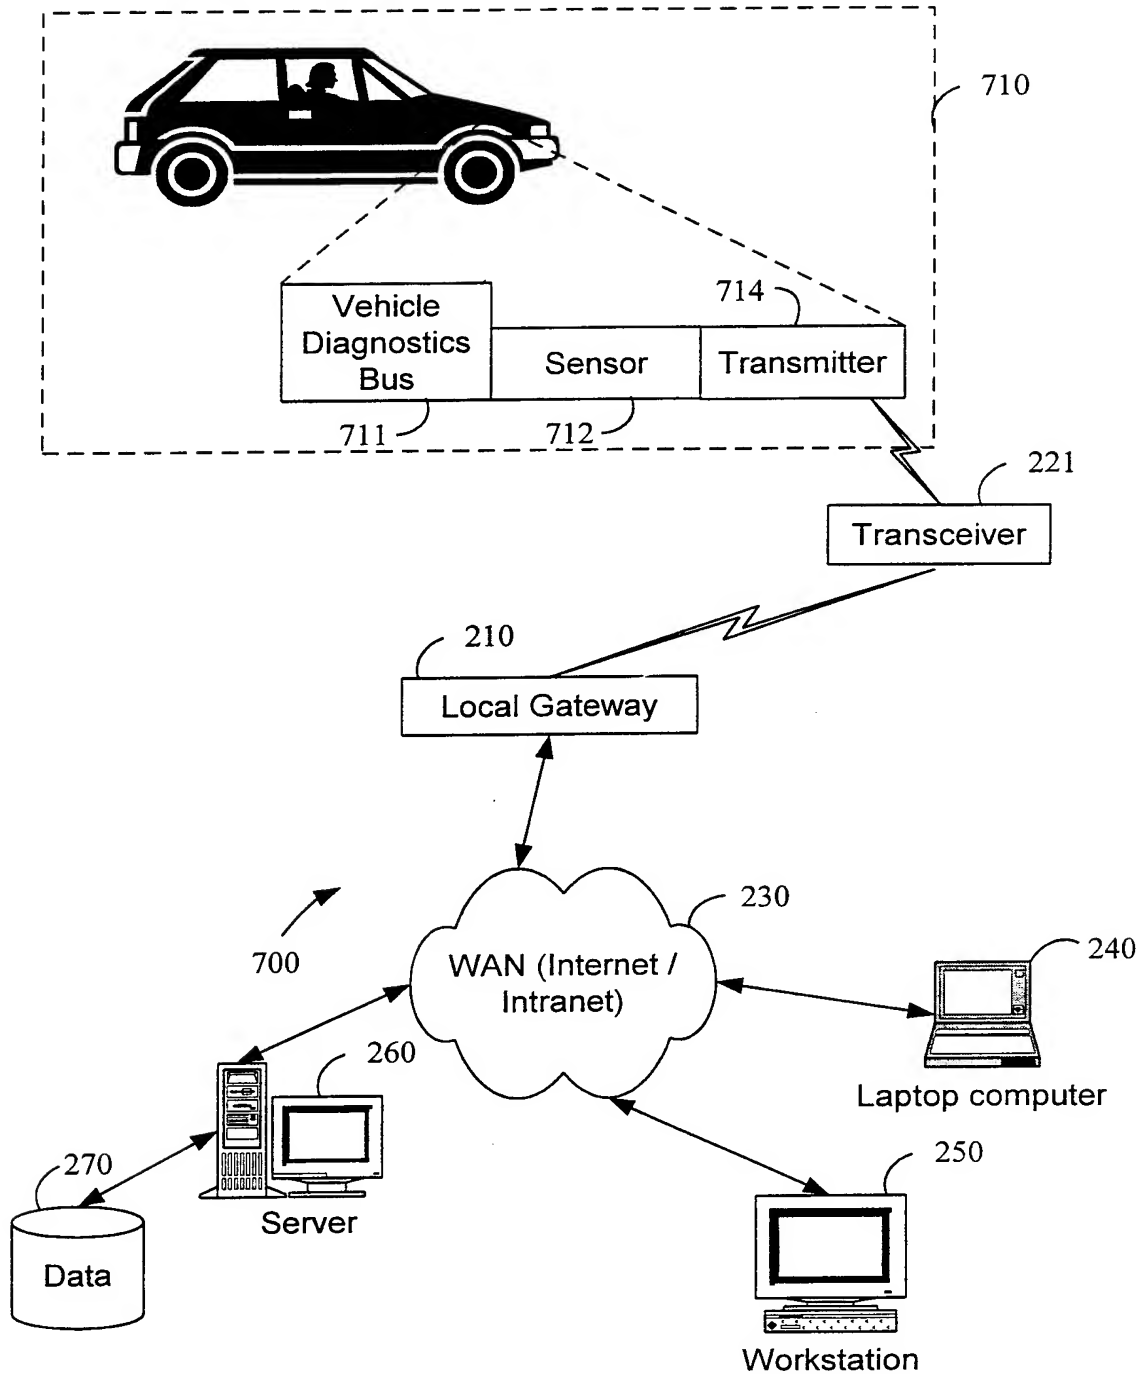 710
714
Vehicle
Diagnostics
Bus
Sensor
Transmitter
711
712
221
Transceiver
210
Local Gateway
230
700
WAN (Internet /
Intranet)
240
Laptop computer
260
250
270
Server
Data
Workstation